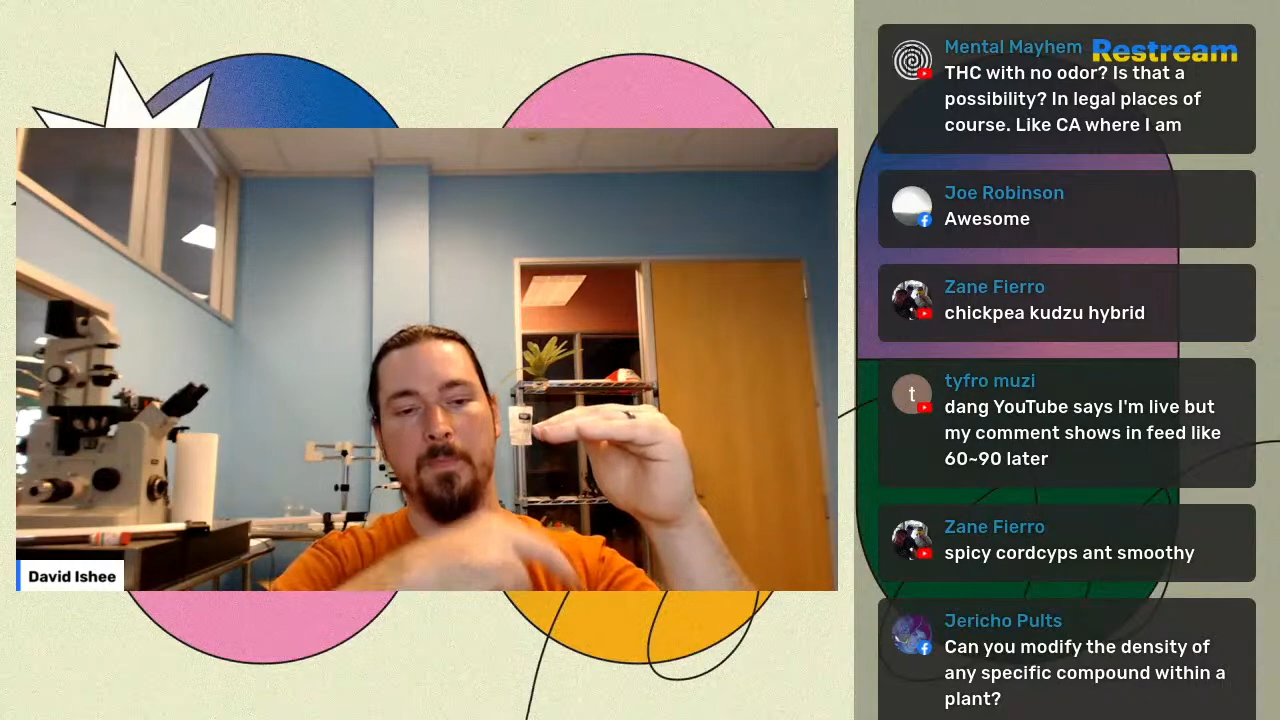 David Ishee
Restream
Mental Mayhem
THC with no odor? Is that a
possibility? In legal places of
course. Like CA where I am
Joe Robinson
Awesome
Zane Fierro
chickpea kudzu hybrid
t
tyfro muzi
dang YouTube says I'm live but
my comment shows in feed like
60~90 later
Zane Fierro
spicy cordcyps ant smoothy
Jericho Pults
Can you modify the density of
any specific compound within a
plant?